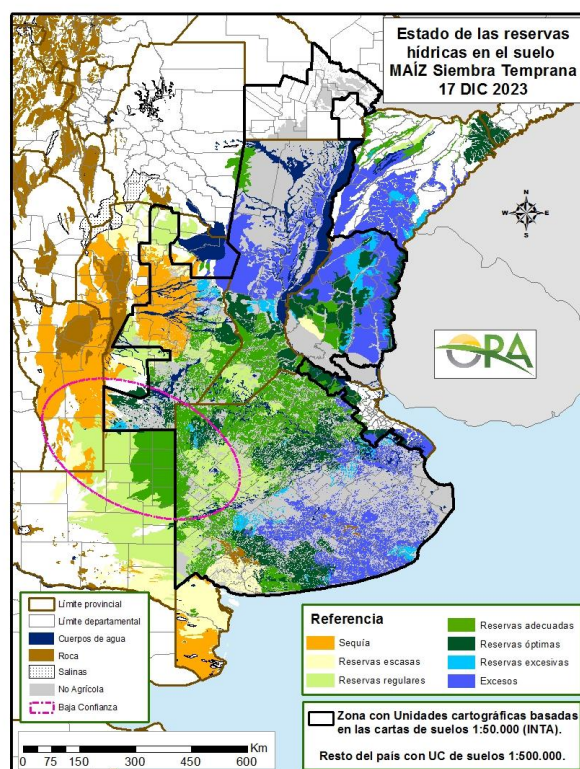 Estado de las reservas
hídricas en el suelo
MAÍZ Siembra Temprana
17 DIC 2023
N
W E
S
ORA
Límite provincial
Límite departamental
Cuerpos de agua
Roca
Salinas
No Agrícola
Baja Confianza
Referencia
Sequía
Reservas escasas
Reservas regulares
Reservas adecuadas
Reservas óptimas
Reservas excesivas
Excesos
Zona con Unidades cartográficas basadas
en las cartas de suelos 1:50.000 (INTA).
Resto del país con UC de suelos 1:500.000.
0 75 150 300 450 600 Km